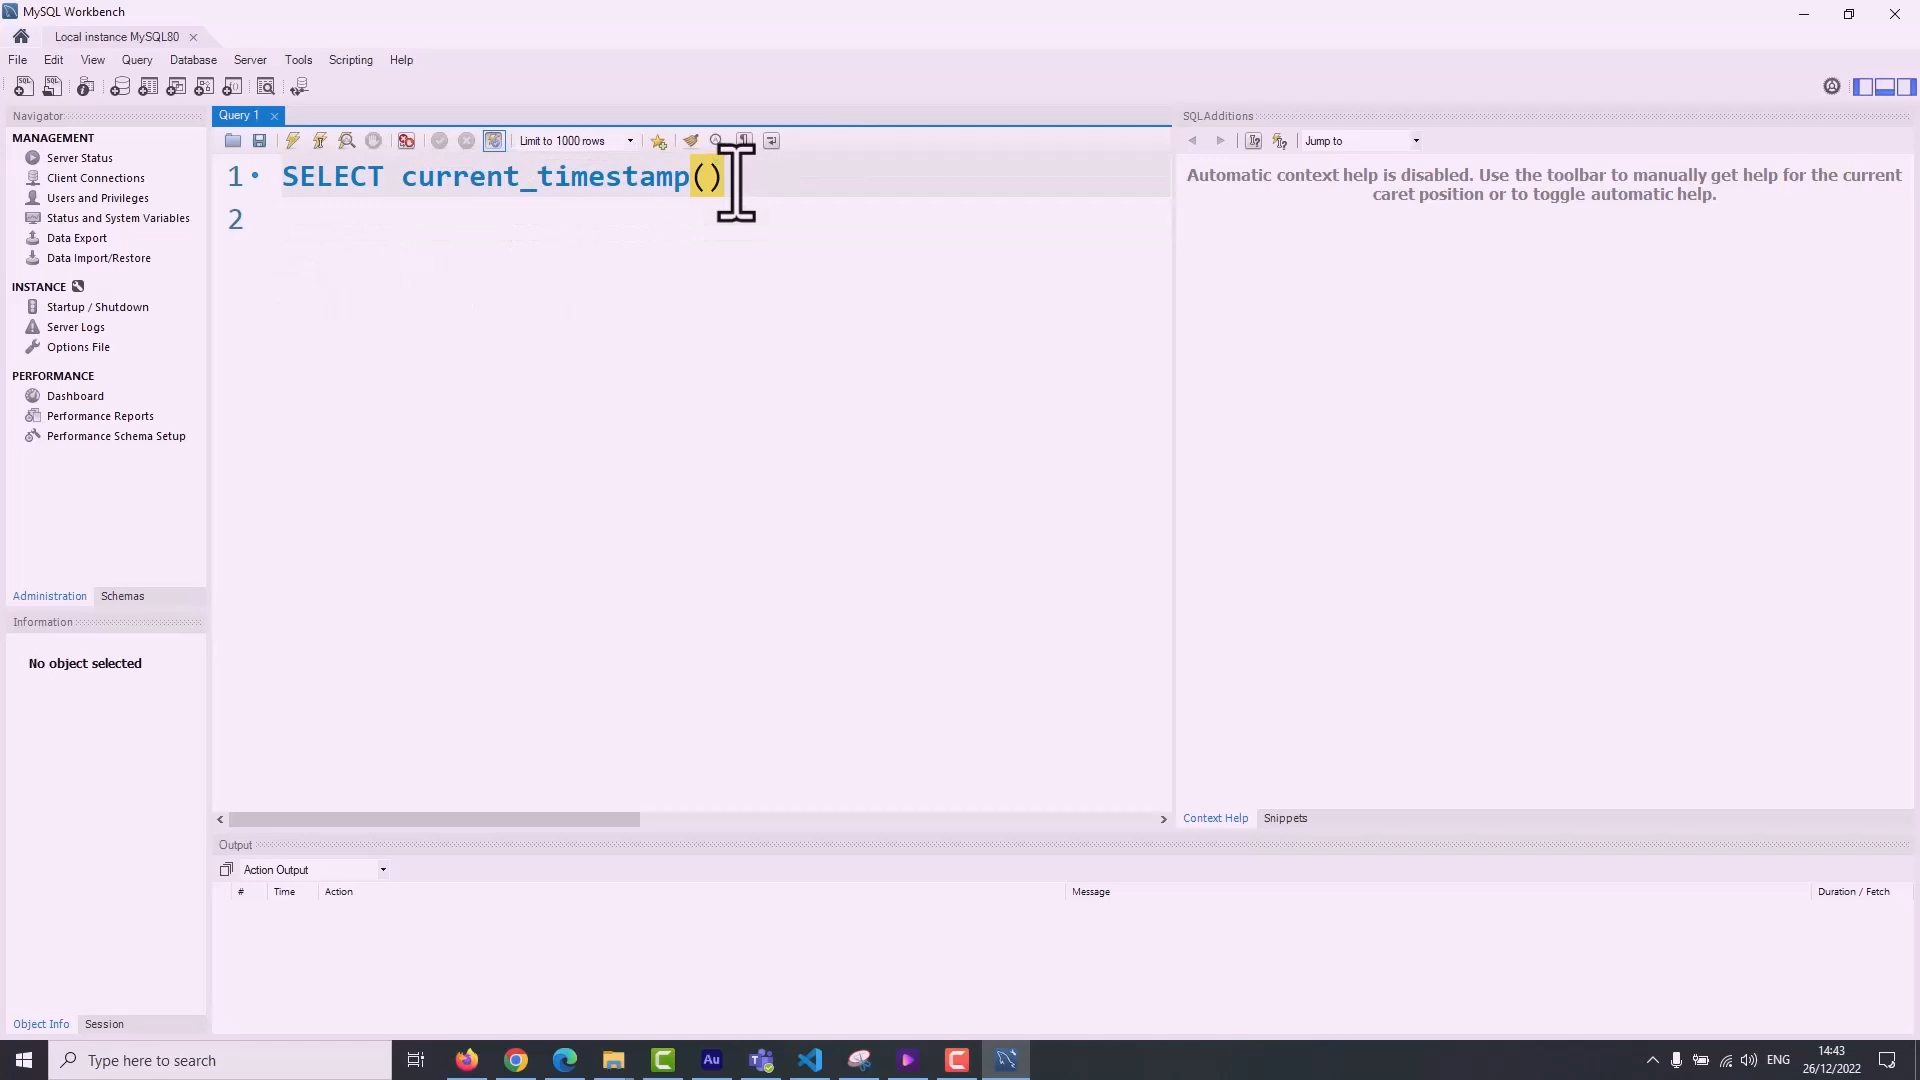 MySQL Workbench
Local instance MySQL80
File Edit View Query Database Server Tools Scripting Help
Navigator
MANAGEMENT
Server Status
Client Connections
Users and Privileges
Status and System Variables
Data Export
Data Import/Restore
INSTANCE
Startup / Shutdown
Server Logs
Options File
PERFORMANCE
Dashboard
Performance Reports
Performance Schema Setup
Administration Schemas
Information
No object selected
Object Info Session
Query 1
Limit to 1000 rows
1 SELECT current_timestamp()
2
SQLAdditions
Jump to
Automatic context help is disabled. Use the toolbar to manually get help for the current
caret position or to toggle automatic help.
Context Help Snippets
Output
Action Output
# Time Action Message Duration / Fetch
Type here to search
ENG
14:43
26/12/2022